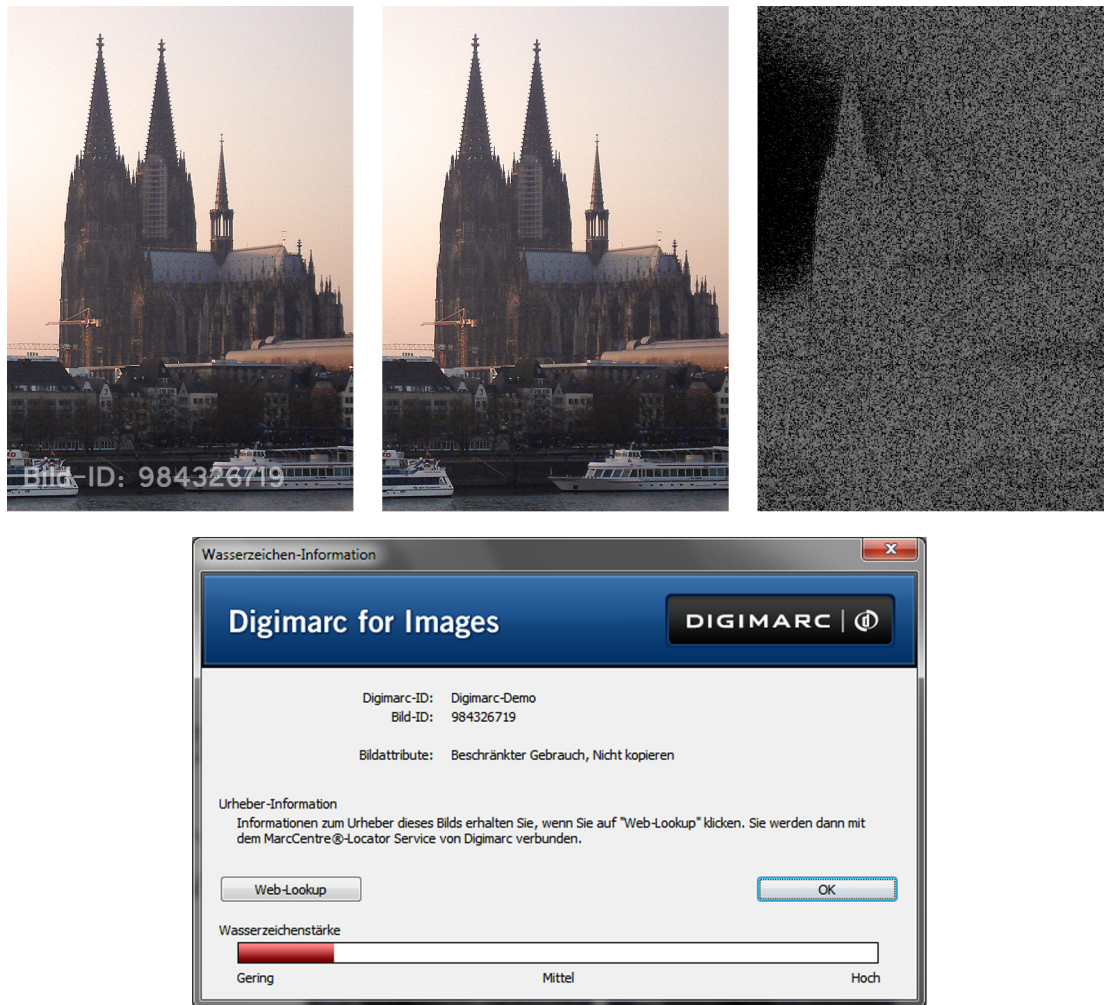 Bild-ID: 984326719
Wasserzeichen-Information
Digimarc for Images
DIGIMARC
Digimarc-ID: Digimarc-Demo
Bild-ID: 984326719
Bildattribute: Beschränkter Gebrauch, Nicht kopieren
Urheber-Information
Informationen zum Urheber dieses Bilds erhalten Sie, wenn Sie auf "Web-Lookup" klicken. Sie werden dann mit
dem MarcCentre®-Locator Service von Digimarc verbunden.
Web-Lookup OK
Wasserzeichenstärke
Gering Mittel Hoch